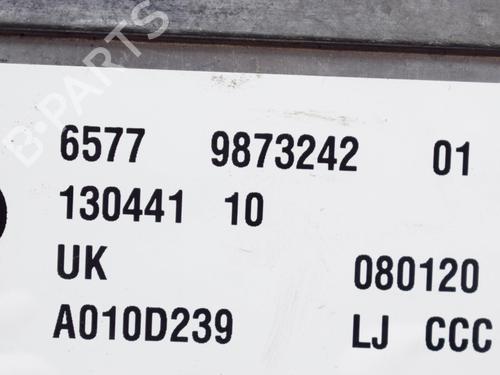 B-PARTS
6577 9873242 01
130441 10
UK 080120
A010D239 LJ CCC